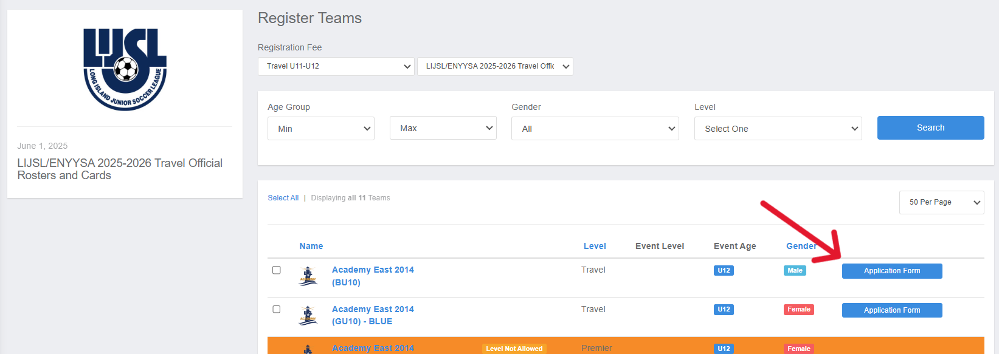 LIJSL
LONG ISLAND JUNIOR SOCCER LEAGUE
June 1, 2025
LIJSL/ENYYSA 2025-2026 Travel Official
Rosters and Cards
Register Teams
Registration Fee
Travel U11-U12
LIJSL/ENYYSA 2025-2026 Travel Offic
Age Group
Gender
Level
Min
Max
All
Select One
Search
Select All | Displaying all 11 Teams
50 Per Page
Name Level Event Level Event Age Gender
ACADEMY
Academy East 2014 Travel U12 Male Application Form
(BU10)
ACADEMY
Academy East 2014 Travel U12 Female Application Form
(GU10) - BLUE
Academy East 2014 Level Not Allowed Premier U12 Female